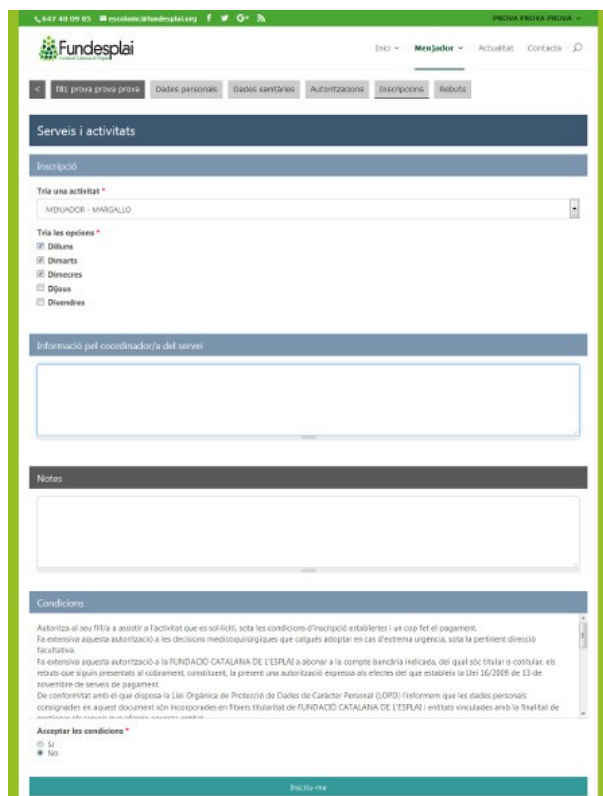 647 40 09 05 escolamc@fundesplai.org PROVA PROVA PROVA
Fundesplai
Inici Menjador Actualitat Contacta
< Fill: prova prova prova Dades personals Dades sanitàries Autoritzacions Inscripcions Rebuts
Serveis i activitats
Inscripció
Tria una activitat *
MENJADOR - MARGALLO
Tria les opcions *
Dilluns
Dimarts
Dimecres
Dijous
Divendres
Informació pel coordinador/a del servei
Notes
Condicions
Autoritza al seu fill/a a assistir a l'activitat que es sol·liciti, sota les condicions d'inscripció establertes i un cop fet el pagament.
Fa extensiva aquesta autorització a les decisions medicoquirúrgiques que calgués adoptar en cas d'extrema urgència, sota la pertinent direcció
facultativa.
Fa extensiva aquesta autorització a la FUNDACIÓ CATALANA DE L'ESPLAI a abonar a la compte bancària indicada, del qual sóc titular o cotitular, els
rebuts que siguin presentats al cobrament, constituent, la present una autorització expressa als efectes del que estableix la Llei 16/2009 de 13 de
novembre de serveis de pagament.
De conformitat amb el que disposa la Llei Orgànica de Protecció de Dades de Caràcter Personal (LOPD) l'informem que les dades personals
consignades en aquest document són incorporades en fitxers titularitat de FUNDACIÓ CATALANA DE L'ESPLAI i entitats vinculades amb la finalitat de
Acceptar les condicions *
Si
No
Inscriu-me